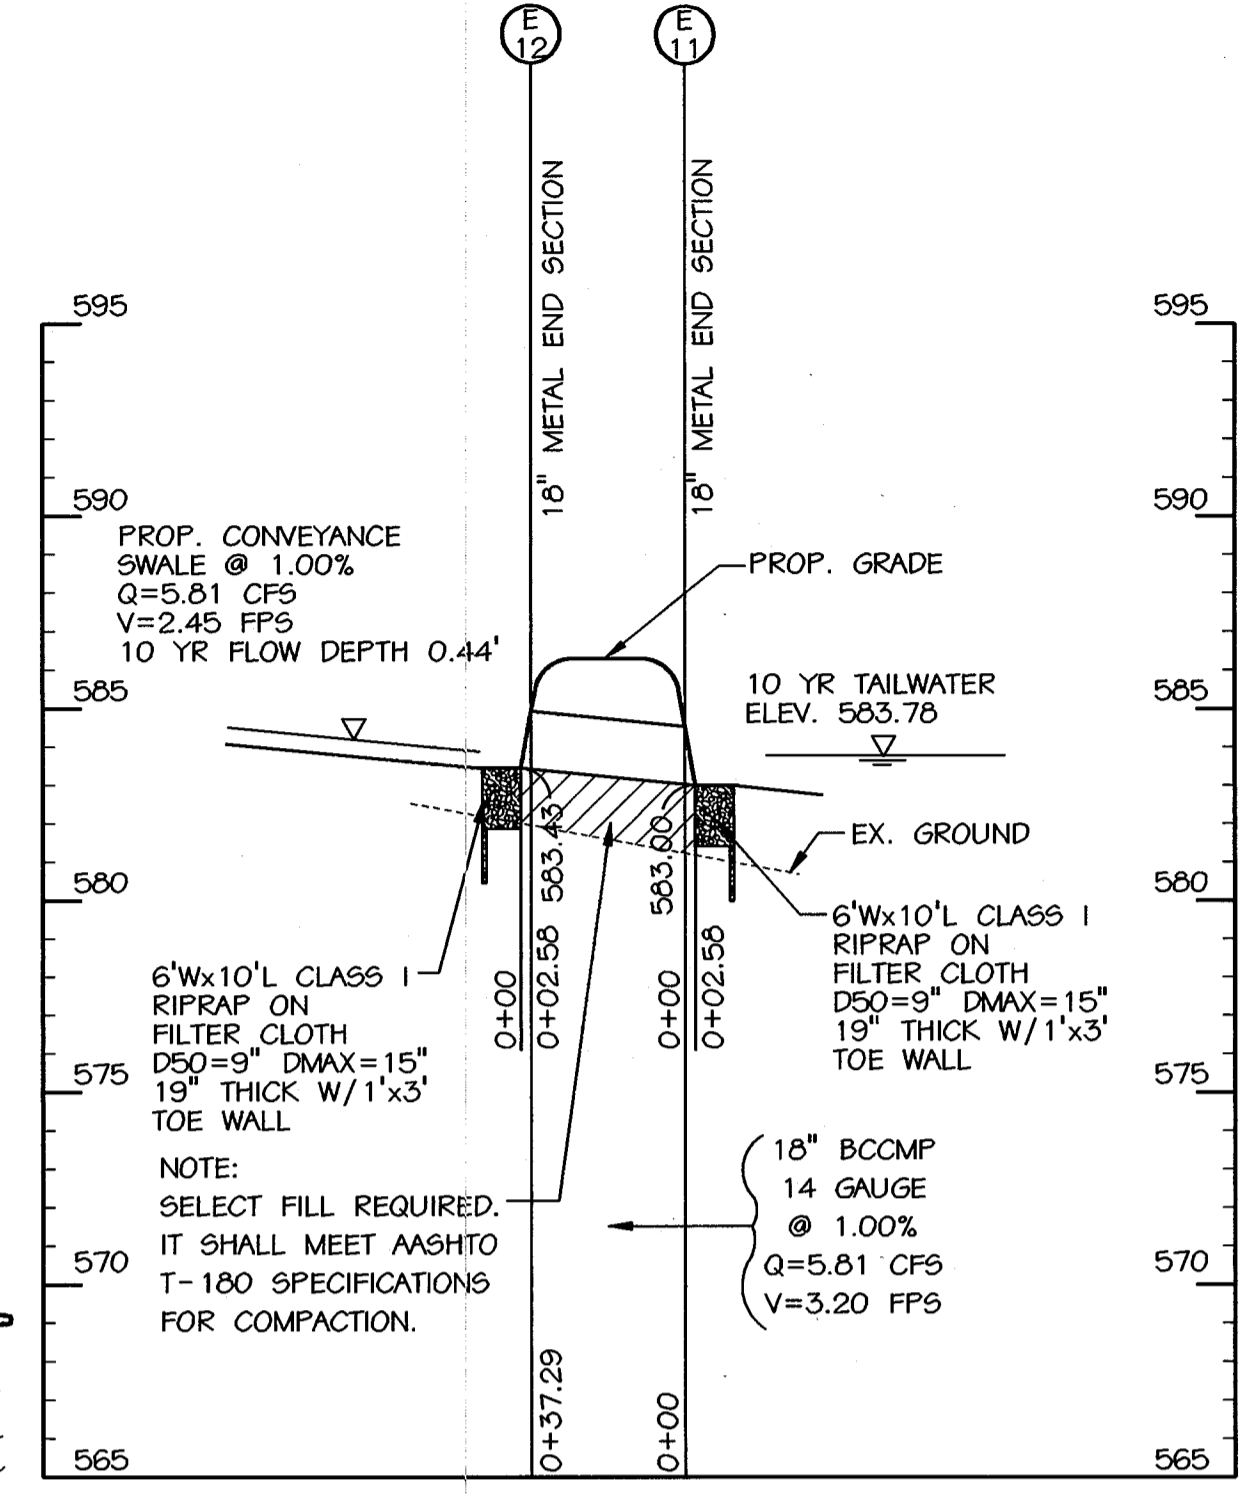 E
12
E
11
18" METAL END SECTION
18" METAL END SECTION
595
595
590
590
PROP. CONVEYANCE
SWALE @ 1.00%
Q=5.81 CFS
V=2.45 FPS
10 YR FLOW DEPTH 0.44'
PROP. GRADE
585
10 YR TAILWATER
ELEV. 583.78
585
583.43
583.00
EX. GROUND
580
580
6'Wx10'L CLASS I
RIPRAP ON
FILTER CLOTH
D50=9" DMAX=15"
19" THICK W/1'x3'
TOE WALL
0+00
0+02.58
0+00
0+02.58
6'Wx10'L CLASS I
RIPRAP ON
FILTER CLOTH
D50=9" DMAX=15"
19" THICK W/1'x3'
TOE WALL
575
575
NOTE:
SELECT FILL REQUIRED.
IT SHALL MEET AASHTO
T-180 SPECIFICATIONS
FOR COMPACTION.
18" BCCMP
14 GAUGE
@ 1.00%
Q=5.81 CFS
V=3.20 FPS
570
570
0+37.29
0+00
565
565